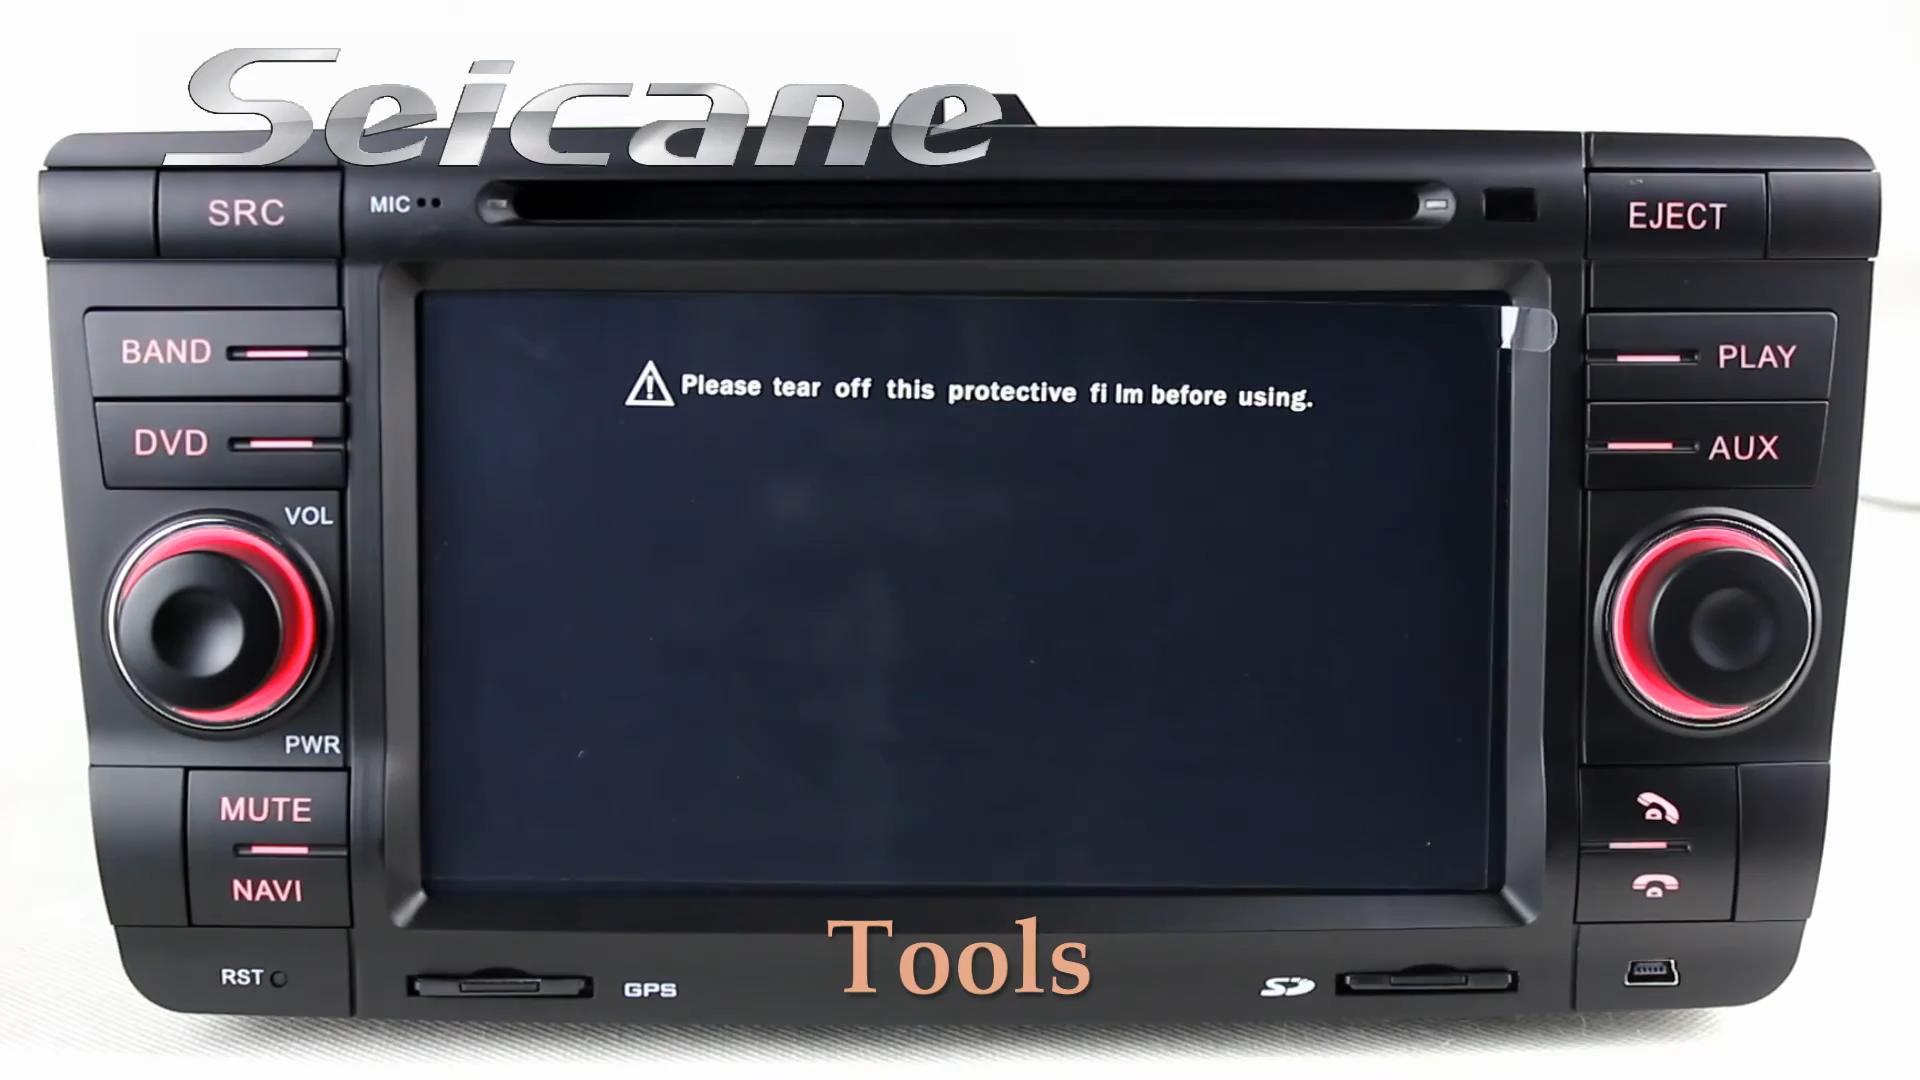 Seicane
SRC
MIC
EJECT
BAND
PLAY
Please tear off this protective fi lm before using.
DVD
AUX
VOL
PWR
MUTE
NAVI
RST
GPS
Tools
SD